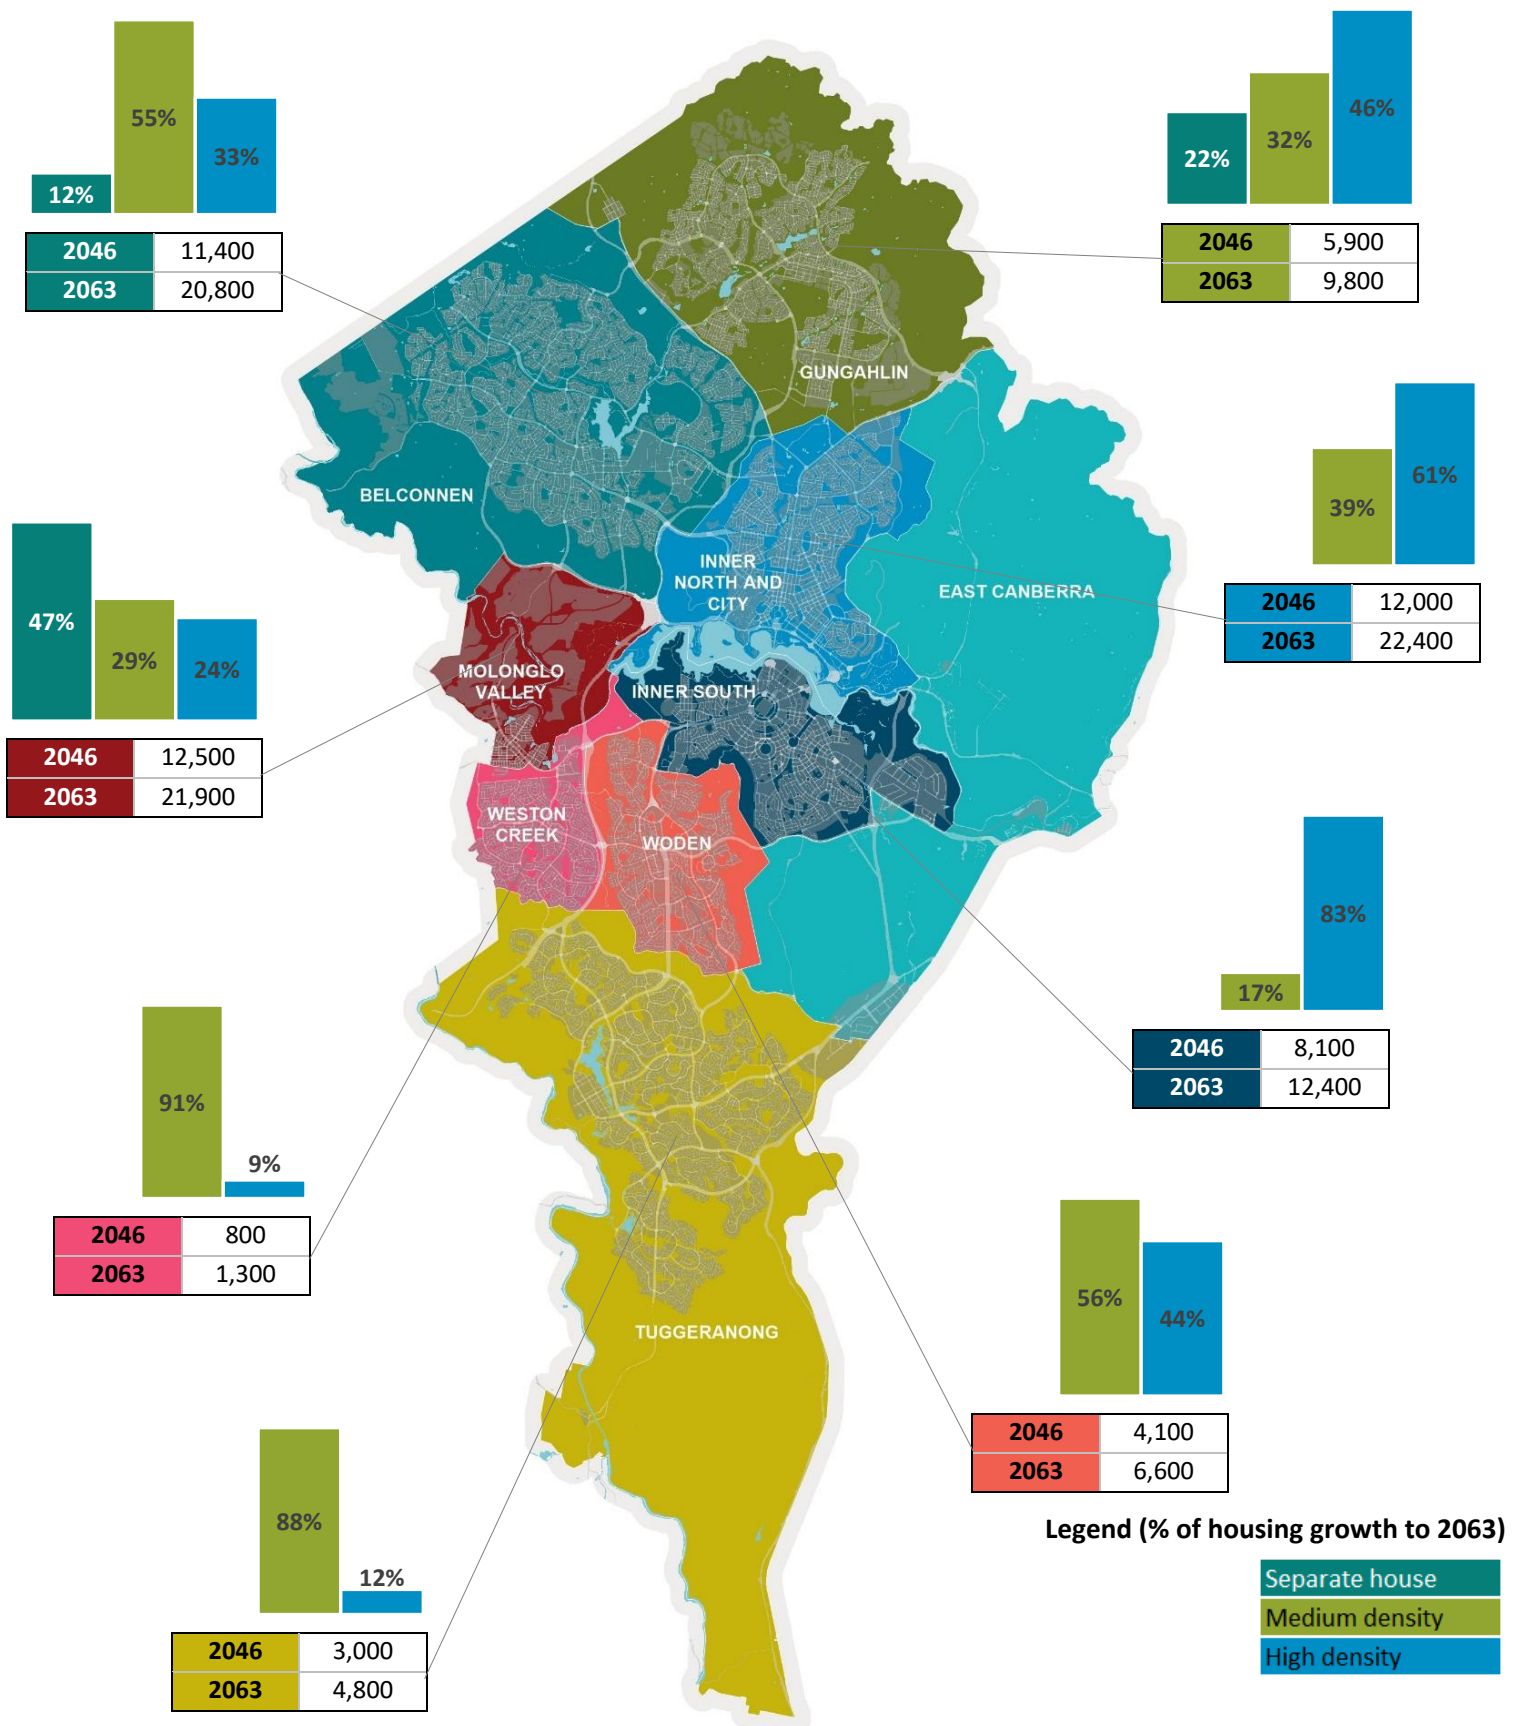 55%
33%
12%
2046 11,400
2063 20,800
46%
32%
22%
2046 5,900
2063 9,800
GUNGAHLIN
BELCONNEN
61%
39%
2046 12,000
2063 22,400
INNER
NORTH AND
CITY
EAST CANBERRA
47%
29%
24%
2046 12,500
2063 21,900
MOLONGLO
VALLEY
INNER SOUTH
WESTON
CREEK
WODEN
83%
17%
2046 8,100
2063 12,400
91%
9%
2046 800
2063 1,300
56%
44%
2046 4,100
2063 6,600
TUGGERANONG
88%
12%
2046 3,000
2063 4,800
Legend (% of housing growth to 2063)
Separate house
Medium density
High density